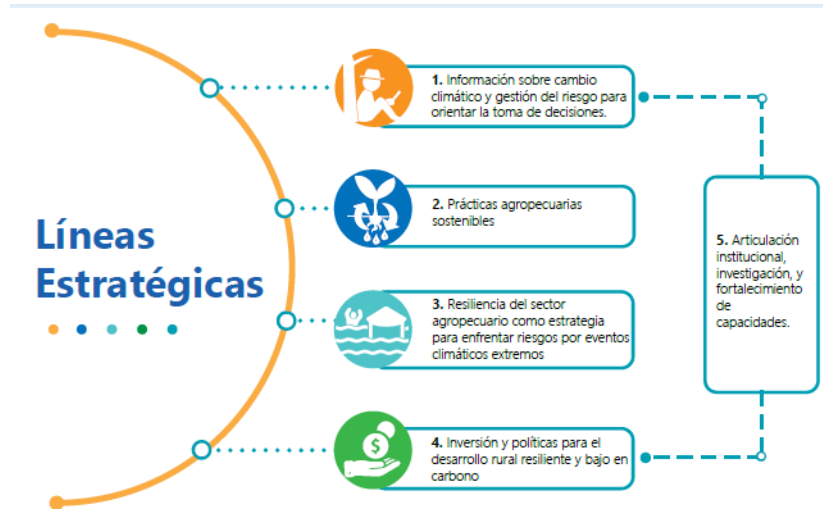 Líneas
Estratégicas
1. Información sobre cambio
climático y gestión del riesgo para
orientar la toma de decisiones.
2. Prácticas agropecuarias
sostenibles
3. Resiliencia del sector
agropecuario como estrategia
para enfrentar riesgos por eventos
climáticos extremos
$
4. Inversión y políticas para el
desarrollo rural resiliente y bajo en
carbono
5. Articulación
institucional,
investigación, y
fortalecimiento
de
capacidades.